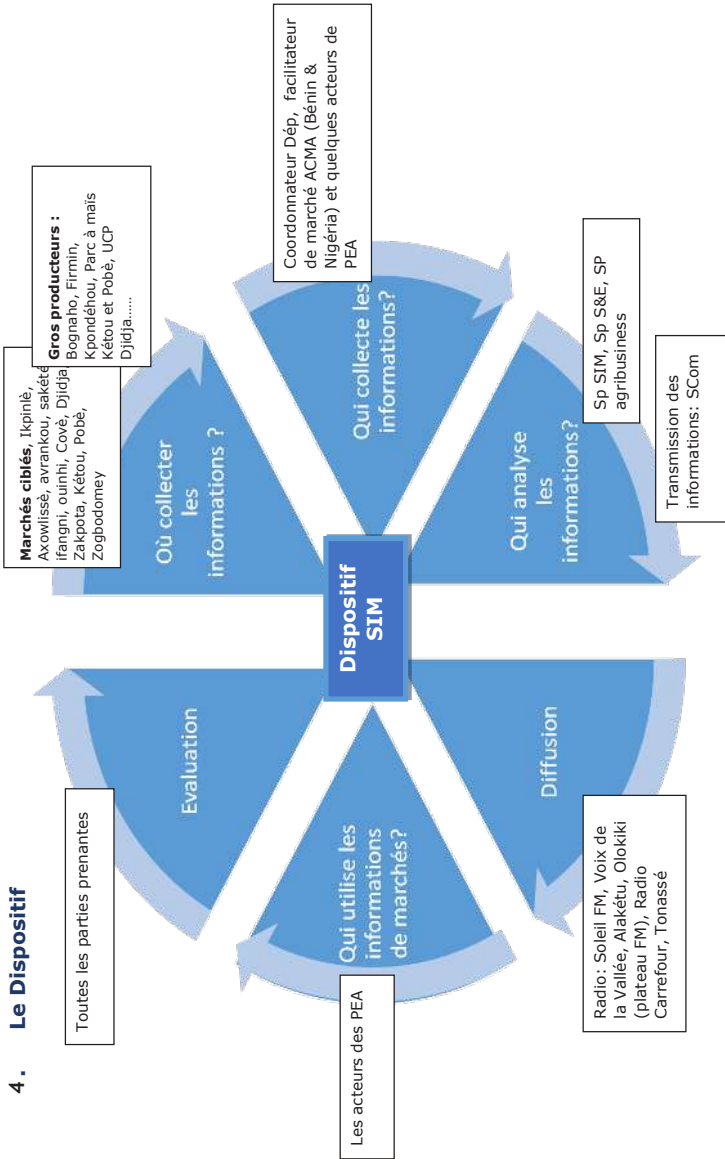 4. Le Dispositif
Marchés ciblés, Ikpinlè,
Axowlissè, avrankou, sakété
ifangni, ouinhi, Covè, Djidja,
Zakpota, Kétou, Pobè,
Zogbodomey
Gros producteurs :
Bognaho, Firmin,
Kpondéhou, Parc à maïs
Kétou et Pobè, UCP
Djidja......
Où collecter
les
informations ?
Coordonnateur Dép, facilitateur
de marché ACMA (Bénin &
Nigéria) et quelques acteurs de
PEA
Qui collecte les
informations?
Sp SIM, Sp S&E, SP
agribusiness
Qui analyse
les
informations?
Transmission des
informations: SCom
Diffusion
Radio: Soleil FM, Voix de
la Vallée, Alakétu, Olokiki
(plateau FM), Radio
Carrefour, Tonassé
Qui utilise les
informations
de marchés?
Les acteurs des PEA
Evaluation
Toutes les parties prenantes
Dispositif
SIM